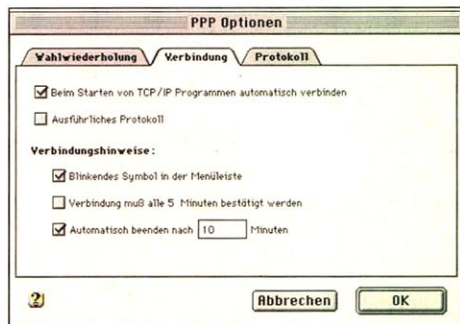 PPP Optionen
Wahlwiederholung Verbindung Protokoll
Beim Starten von TCP/IP Programmen automatisch verbinden
Ausführliches Protokoll
Verbindungshinweise:
Blinkendes Symbol in der Menüleiste
Verbindung muß alle 5 Minuten bestätigt werden
Automatisch beenden nach 10 Minuten
?
Abbrechen OK